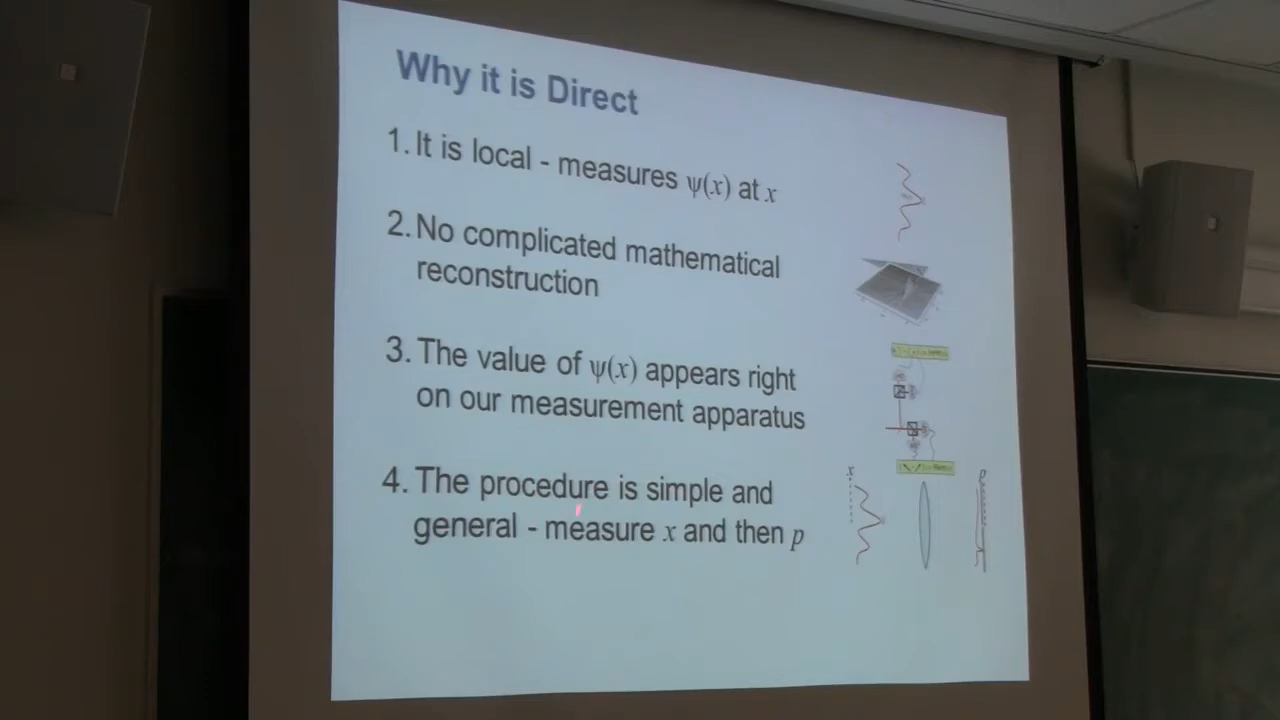 Why it is Direct
1. It is local - measures ψ(x) at x
2. No complicated mathematical
reconstruction
3. The value of ψ(x) appears right
on our measurement apparatus
4. The procedure is simple and
general - measure x and then p